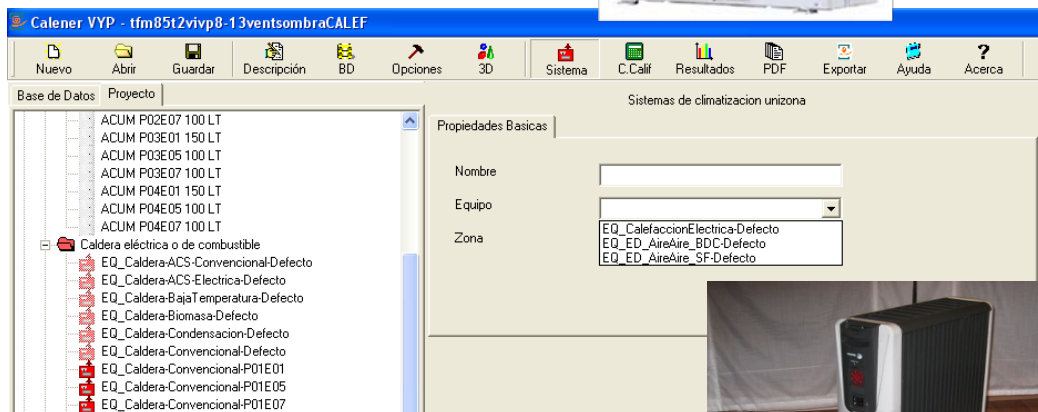 Calener VYP - tfm85t2vivp8-13ventsombraCALEF
Nuevo Abrir Guardar Descripción BD Opciones 3D Sistema C.Calif Resultados PDF Exportar Ayuda Acerca
Base de Datos Proyecto
ACUM P02E07 100 LT
ACUM P03E01 150 LT
ACUM P03E05 100 LT
ACUM P03E07 100 LT
ACUM P04E01 150 LT
ACUM P04E05 100 LT
ACUM P04E07 100 LT
Caldera eléctrica o de combustible
EQ_Caldera-ACS-Convencional-Defecto
EQ_Caldera-ACS-Electrica-Defecto
EQ_Caldera-BajaTemperatura-Defecto
EQ_Caldera-Biomasa-Defecto
EQ_Caldera-Condensacion-Defecto
EQ_Caldera-Convencional-Defecto
EQ_Caldera-Convencional-P01E01
EQ_Caldera-Convencional-P01E05
EQ_Caldera-Convencional-P01E07
Sistemas de climatizacion unizona
Propiedades Basicas
Nombre
Equipo
Zona
EQ_CalefaccionElectrica-Defecto
EQ_ED_AireAire_BDC-Defecto
EQ_ED_AireAire_SF-Defecto